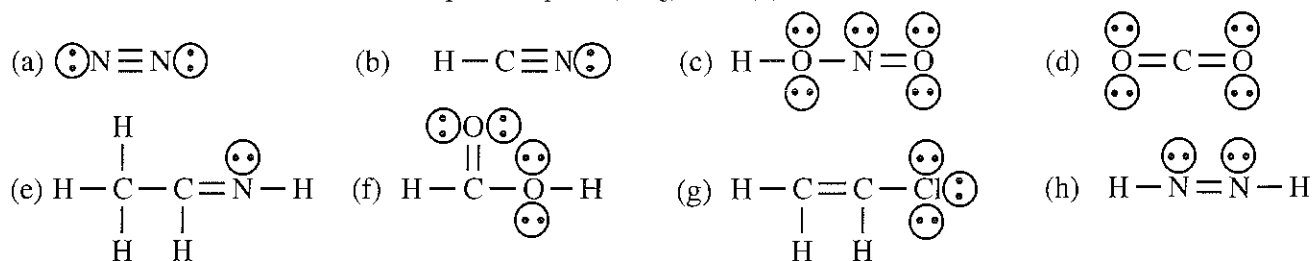 (a) :N≡N: (b) H—C≡N: (c) H—O—N=O (d) O=C=O
H :O:
(e) H—C—C=N—H (f) H—C—O—H (g) H—C=C—Cl: (h) H—N=N—H
H H H H